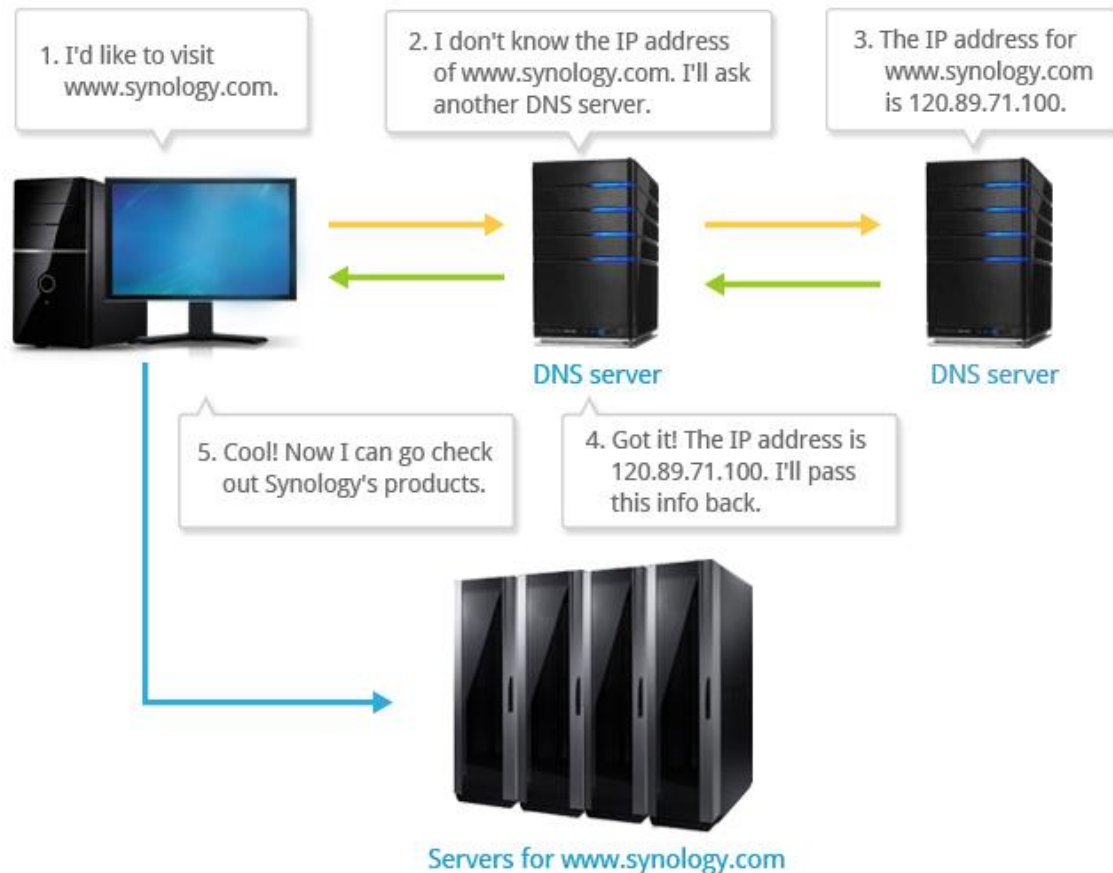 1. I'd like to visit
www.synology.com.
2. I don't know the IP address
of www.synology.com. I'll ask
another DNS server.
3. The IP address for
www.synology.com
is 120.89.71.100.
DNS server
DNS server
5. Cool! Now I can go check
out Synology's products.
4. Got it! The IP address is
120.89.71.100. I'll pass
this info back.
Servers for www.synology.com